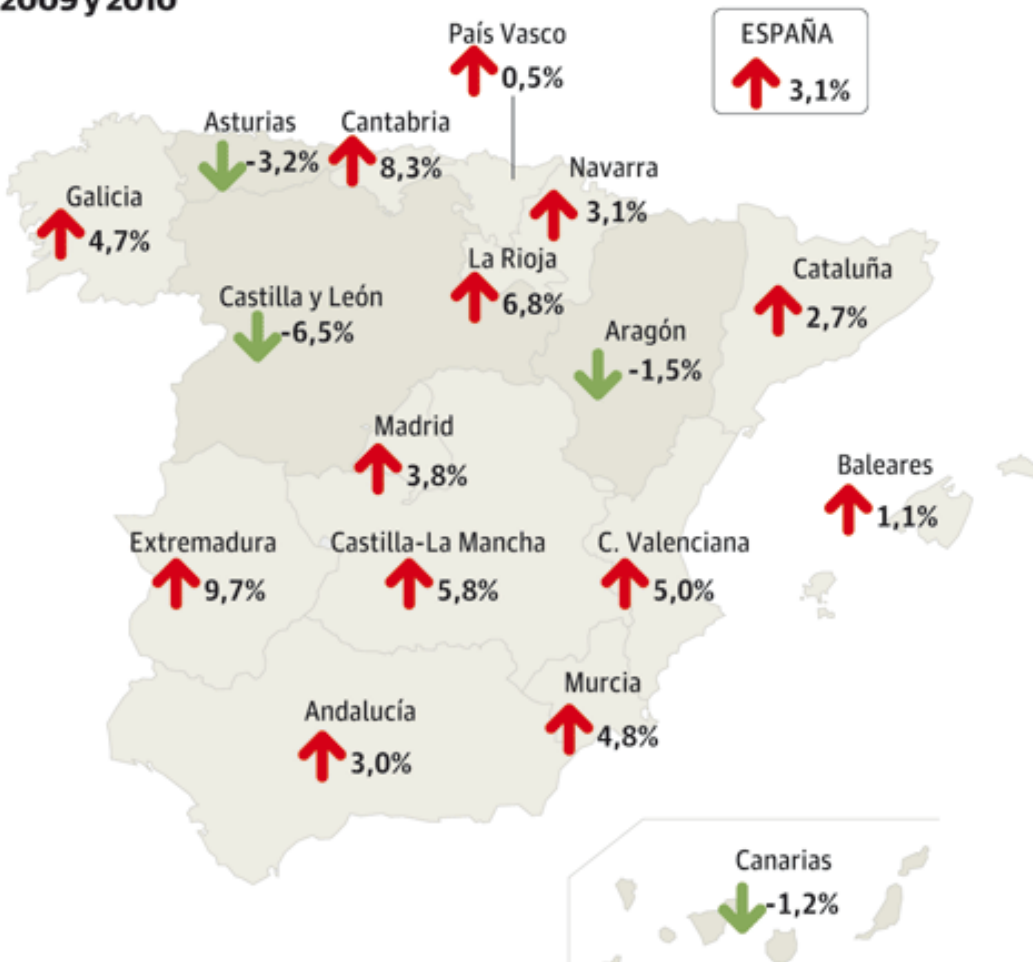 2009 y 2010
País Vasco
0,5%
ESPAÑA
3,1%
Asturias
-3,2%
Cantabria
8,3%
Navarra
3,1%
Galicia
4,7%
La Rioja
6,8%
Cataluña
2,7%
Castilla y León
-6,5%
Aragón
-1,5%
Madrid
3,8%
Baleares
1,1%
Extremadura
9,7%
Castilla-La Mancha
5,8%
C. Valenciana
5,0%
Murcia
4,8%
Andalucía
3,0%
Canarias
-1,2%